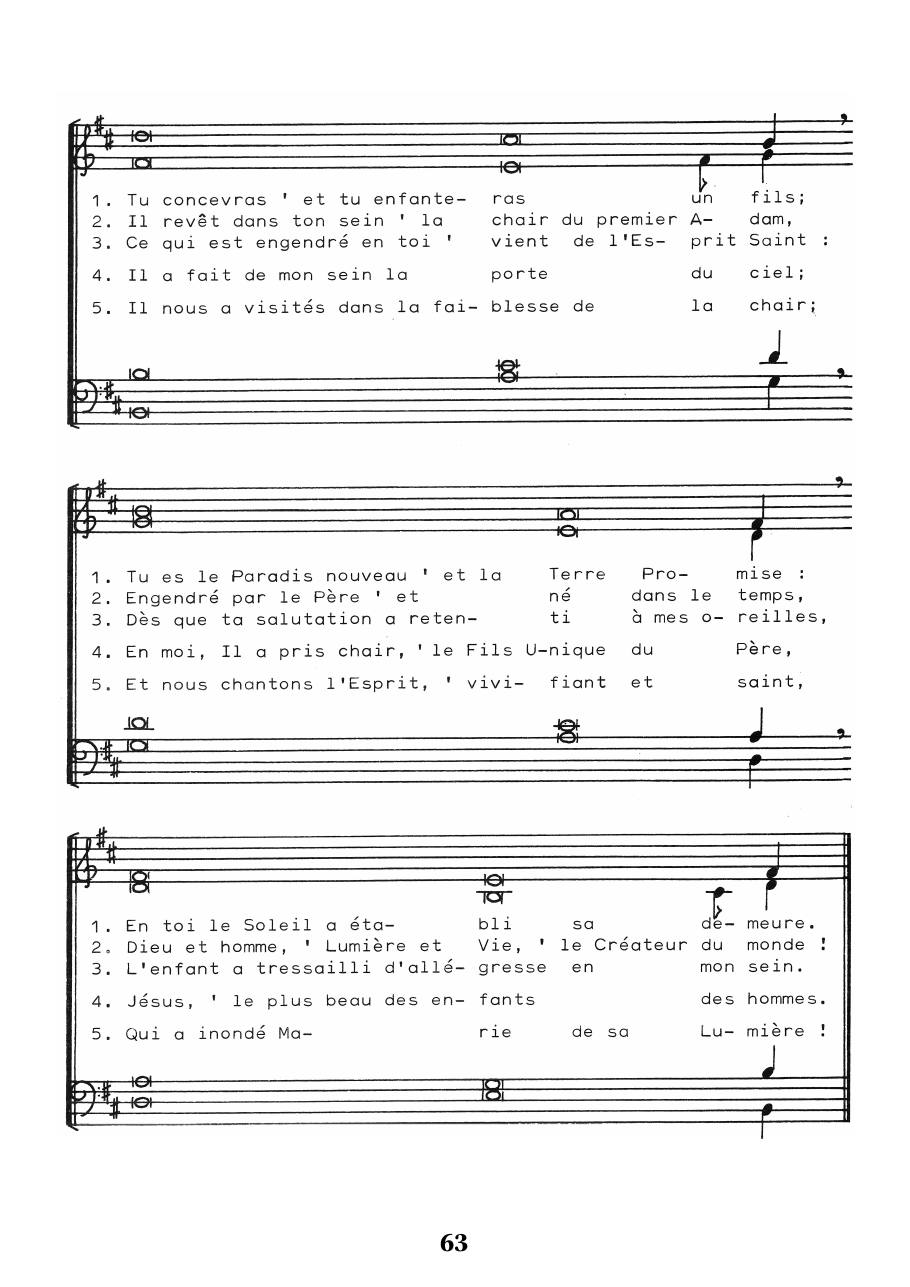 1. Tu concevras ' et tu enfante- ras un fils;
2. Il revêt dans ton sein ' la chair du premier A- dam,
3. Ce qui est engendré en toi ' vient de l'Es- prit Saint :
4. Il a fait de mon sein la porte du ciel;
5. Il nous a visités dans la fai- blesse de la chair;
1. Tu es le Paradis nouveau ' et la Terre Pro- mise :
2. Engendré par le Père ' et né dans le temps,
3. Dès que ta salutation a reten- ti à mes o- reilles,
4. En moi, Il a pris chair, ' le Fils U-nique du Père,
5. Et nous chantons l'Esprit, ' vivi- fiant et saint,
1. En toi le Soleil a éta- bli sa de- meure.
2. Dieu et homme, ' Lumière et Vie, ' le Créateur du monde !
3. L'enfant a tressailli d'allé- gresse en mon sein.
4. Jésus, ' le plus beau des en- fants des hommes.
5. Qui a inondé Ma- rie de sa Lu- mière !
63